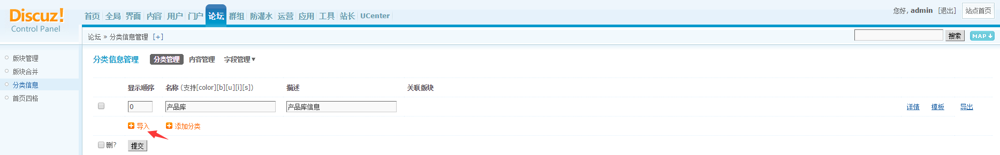 Discuz!
Control Panel
首页 全局 界面 内容 用户 门户 论坛 群组 防灌水 运营 应用 工具 站长 UCenter
您好, admin [退出] 站点首页
论坛 » 分类信息管理 [+]
搜索 MAP
版块管理
版块合并
分类信息
首页四格
分类信息管理 分类管理 内容管理 字段管理
显示顺序 名称 (支持[color][b][u][i][s]) 描述 关联版块
0 产品库 产品库信息 详情 模板 导出
导入 添加分类
删? 提交